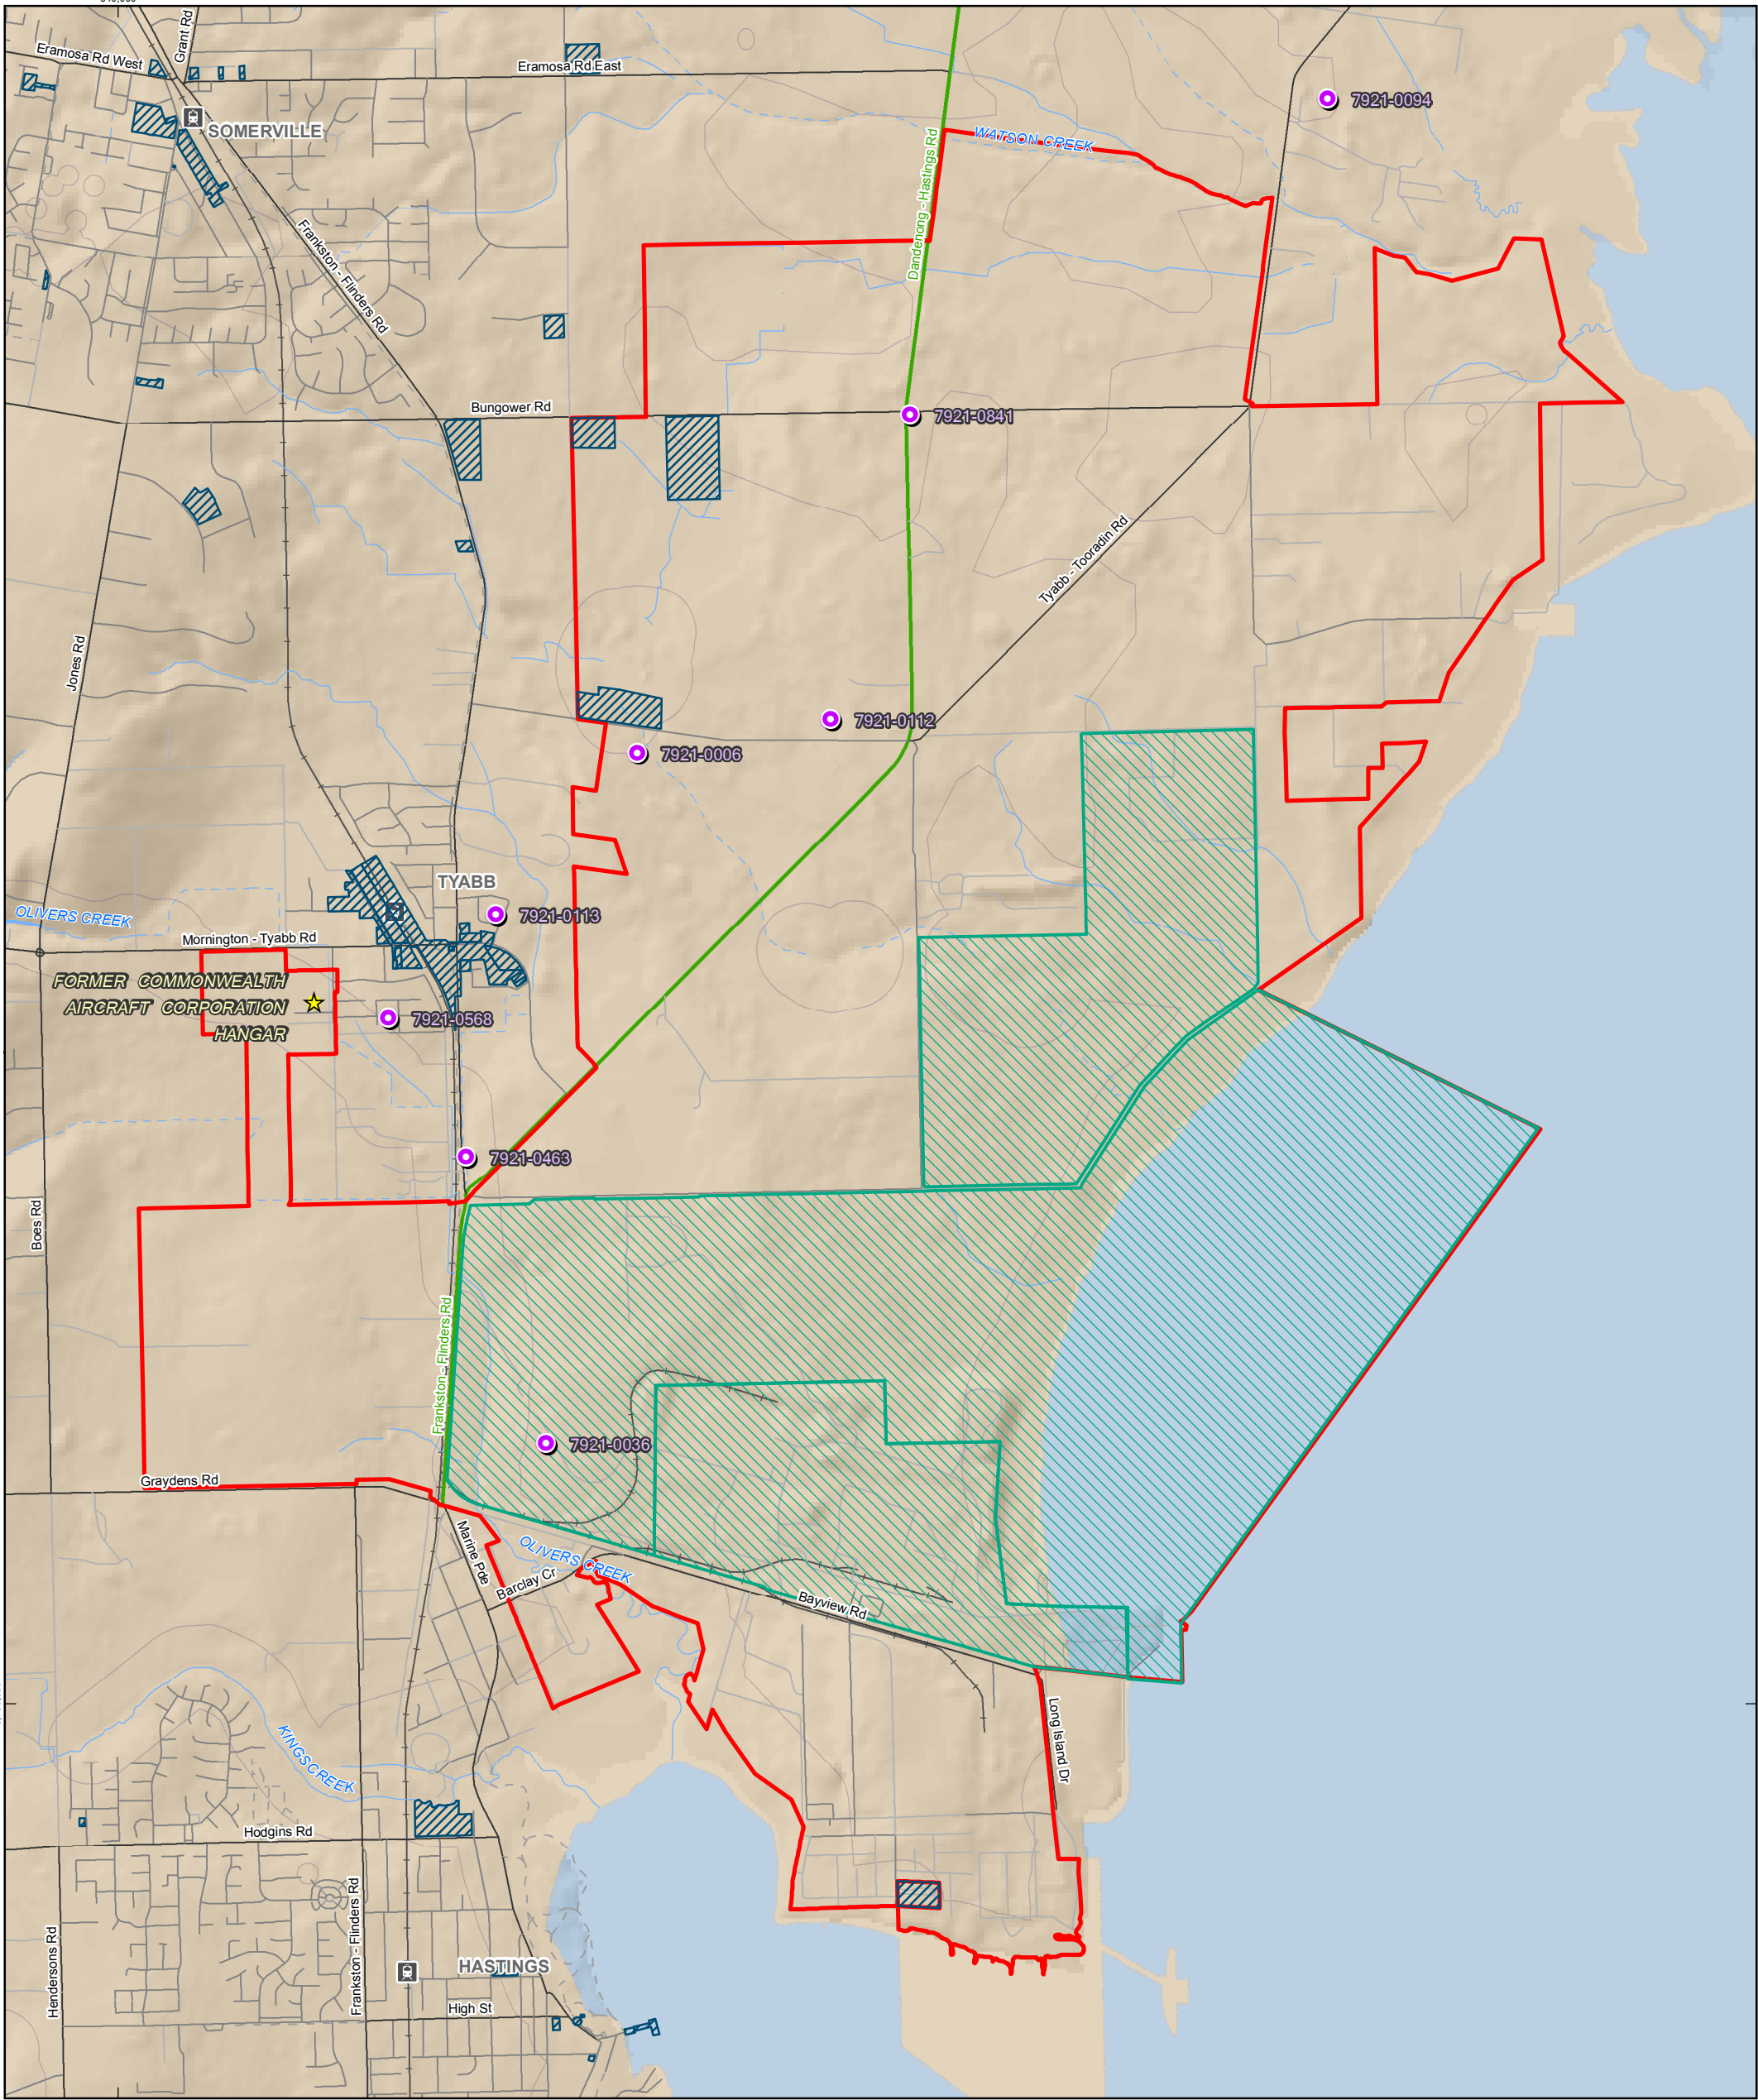 Grant Rd
Eramosa Rd West
Eramosa Rd East
7921-0094
SOMERVILLE
WATSON CREEK
Dandenong - Hastings Rd
Frankston - Flinders Rd
Bungower Rd
7921-0841
Tyabb - Tooradin Rd
Jones Rd
7921-0112
7921-0006
TYABB
OLIVERS CREEK
7921-0113
Mornington - Tyabb Rd
FORMER COMMONWEALTH
AIRCRAFT CORPORATION
HANGAR
7921-0568
7921-0463
Boes Rd
Frankston - Flinders Rd
7921-0036
Graydens Rd
Marine Pde
OLIVERS CREEK
Barclay Cr
Bayview Rd
Long Island Dr
KINGS CREEK
Hodgins Rd
Frankston - Flinders Rd
Hendersons Rd
HASTINGS
High St